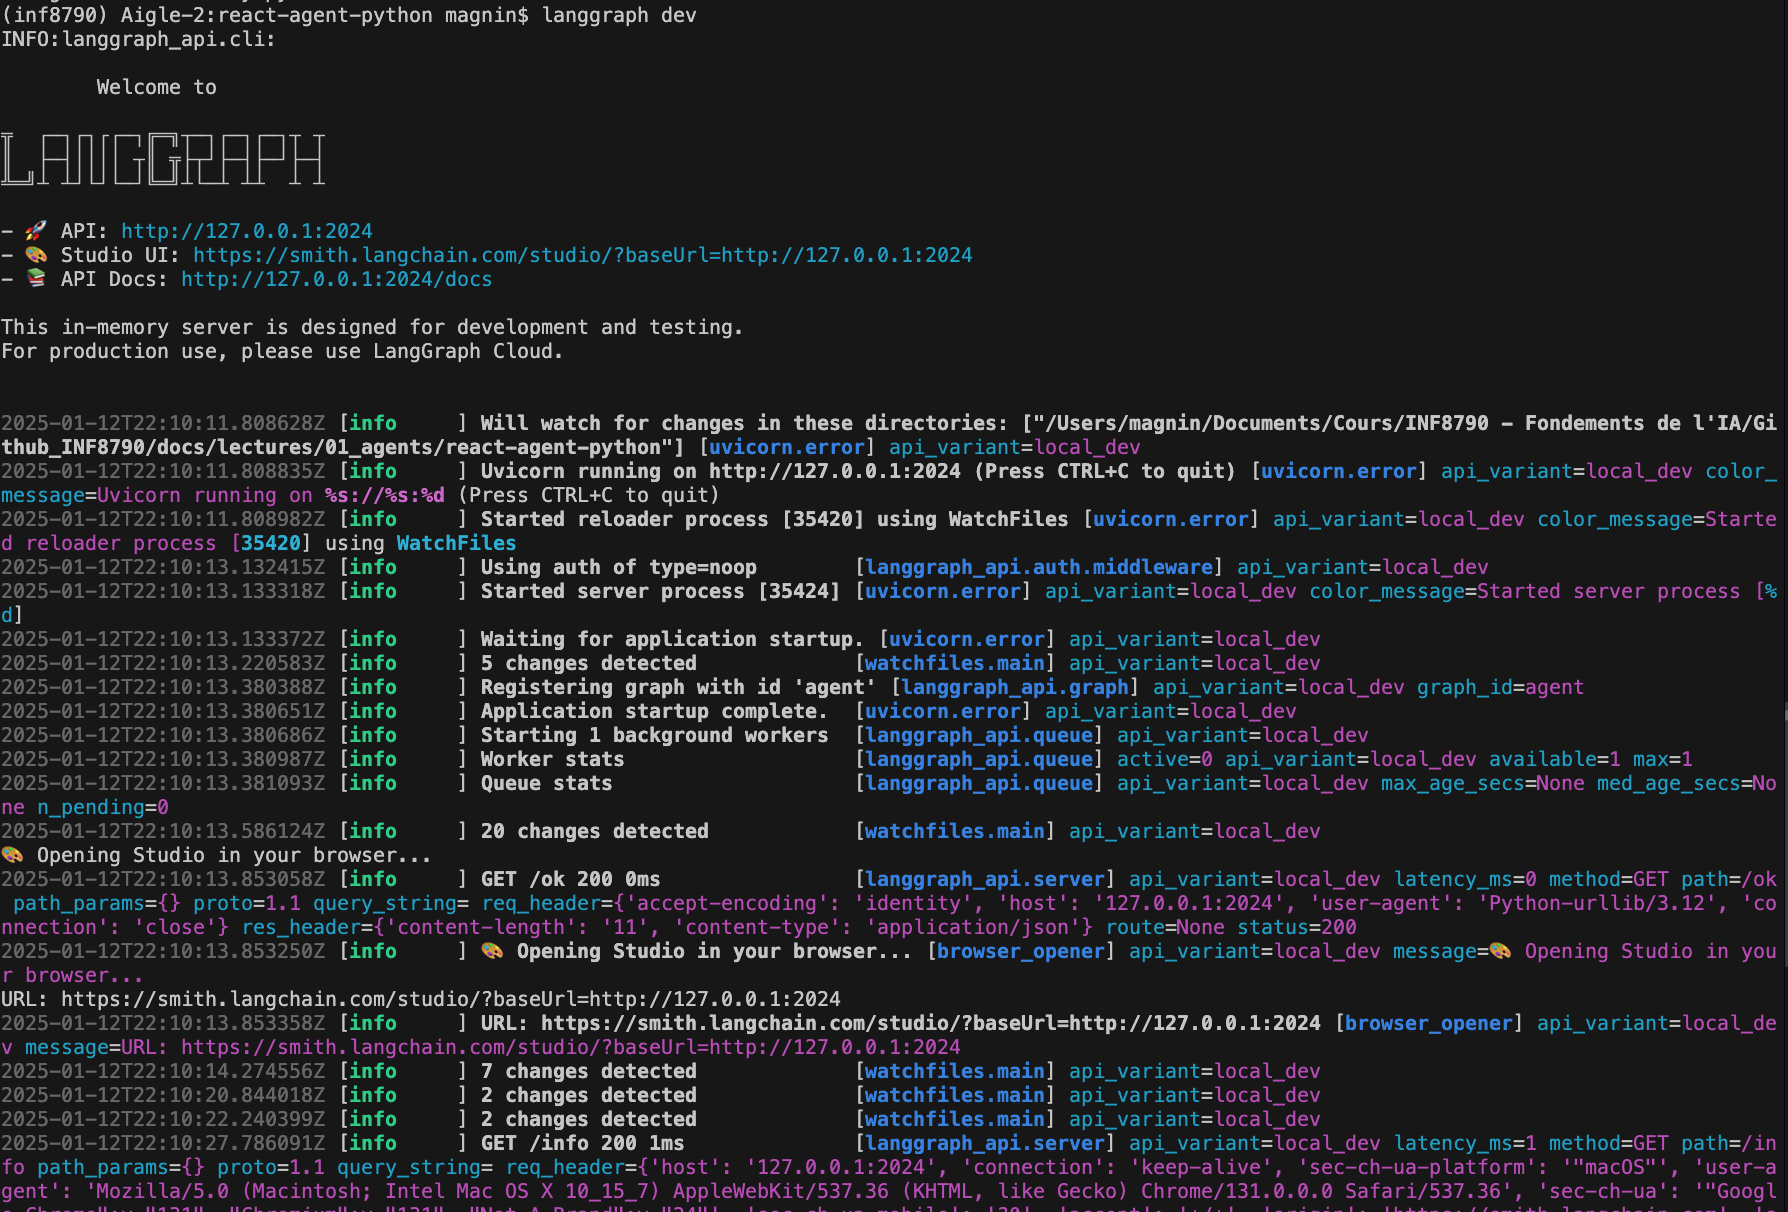 (inf8790) Aigle-2:react-agent-python magnin$ langgraph dev
INFO:langgraph_api.cli:
Welcome to
LANGGRAPH
- 🚀 API: http://127.0.0.1:2024
- 🎨 Studio UI: https://smith.langchain.com/studio/?baseUrl=http://127.0.0.1:2024
- 📚 API Docs: http://127.0.0.1:2024/docs
This in-memory server is designed for development and testing.
For production use, please use LangGraph Cloud.
2025-01-12T22:10:11.808628Z [info     ] Will watch for changes in these directories: ["/Users/magnin/Documents/Cours/INF8790 - Fondements de l'IA/Gi
thub_INF8790/docs/lectures/01_agents/react-agent-python"] [uvicorn.error] api_variant=local_dev
2025-01-12T22:10:11.808835Z [info     ] Uvicorn running on http://127.0.0.1:2024 (Press CTRL+C to quit) [uvicorn.error] api_variant=local_dev color_
message=Uvicorn running on %s://%s:%d (Press CTRL+C to quit)
2025-01-12T22:10:11.808982Z [info     ] Started reloader process [35420] using WatchFiles [uvicorn.error] api_variant=local_dev color_message=Starte
d reloader process [35420] using WatchFiles
2025-01-12T22:10:13.132415Z [info     ] Using auth of type=noop        [langgraph_api.auth.middleware] api_variant=local_dev
2025-01-12T22:10:13.133318Z [info     ] Started server process [35424] [uvicorn.error] api_variant=local_dev color_message=Started server process [%
d]
2025-01-12T22:10:13.133372Z [info     ] Waiting for application startup. [uvicorn.error] api_variant=local_dev
2025-01-12T22:10:13.220583Z [info     ] 5 changes detected             [watchfiles.main] api_variant=local_dev
2025-01-12T22:10:13.380388Z [info     ] Registering graph with id 'agent' [langgraph_api.graph] api_variant=local_dev graph_id=agent
2025-01-12T22:10:13.380651Z [info     ] Application startup complete.  [uvicorn.error] api_variant=local_dev
2025-01-12T22:10:13.380686Z [info     ] Starting 1 background workers  [langgraph_api.queue] api_variant=local_dev
2025-01-12T22:10:13.380987Z [info     ] Worker stats                   [langgraph_api.queue] active=0 api_variant=local_dev available=1 max=1
2025-01-12T22:10:13.381093Z [info     ] Queue stats                    [langgraph_api.queue] api_variant=local_dev max_age_secs=None med_age_secs=No
ne n_pending=0
2025-01-12T22:10:13.586124Z [info     ] 20 changes detected            [watchfiles.main] api_variant=local_dev
🎨 Opening Studio in your browser...
2025-01-12T22:10:13.853058Z [info     ] GET /ok 200 0ms                [langgraph_api.server] api_variant=local_dev latency_ms=0 method=GET path=/ok
 path_params={} proto=1.1 query_string= req_header={'accept-encoding': 'identity', 'host': '127.0.0.1:2024', 'user-agent': 'Python-urllib/3.12', 'co
nnection': 'close'} res_header={'content-length': '11', 'content-type': 'application/json'} route=None status=200
2025-01-12T22:10:13.853250Z [info     ] 🎨 Opening Studio in your browser... [browser_opener] api_variant=local_dev message=🎨 Opening Studio in you
r browser...
URL: https://smith.langchain.com/studio/?baseUrl=http://127.0.0.1:2024
2025-01-12T22:10:13.853358Z [info     ] URL: https://smith.langchain.com/studio/?baseUrl=http://127.0.0.1:2024 [browser_opener] api_variant=local_de
v message=URL: https://smith.langchain.com/studio/?baseUrl=http://127.0.0.1:2024
2025-01-12T22:10:14.274556Z [info     ] 7 changes detected             [watchfiles.main] api_variant=local_dev
2025-01-12T22:10:20.844018Z [info     ] 2 changes detected             [watchfiles.main] api_variant=local_dev
2025-01-12T22:10:22.240399Z [info     ] 2 changes detected             [watchfiles.main] api_variant=local_dev
2025-01-12T22:10:27.786091Z [info     ] GET /info 200 1ms              [langgraph_api.server] api_variant=local_dev latency_ms=1 method=GET path=/in
fo path_params={} proto=1.1 query_string= req_header={'host': '127.0.0.1:2024', 'connection': 'keep-alive', 'sec-ch-ua-platform': '"macOS"', 'user-a
gent': 'Mozilla/5.0 (Macintosh; Intel Mac OS X 10_15_7) AppleWebKit/537.36 (KHTML, like Gecko) Chrome/131.0.0.0 Safari/537.36', 'sec-ch-ua': '"Googl